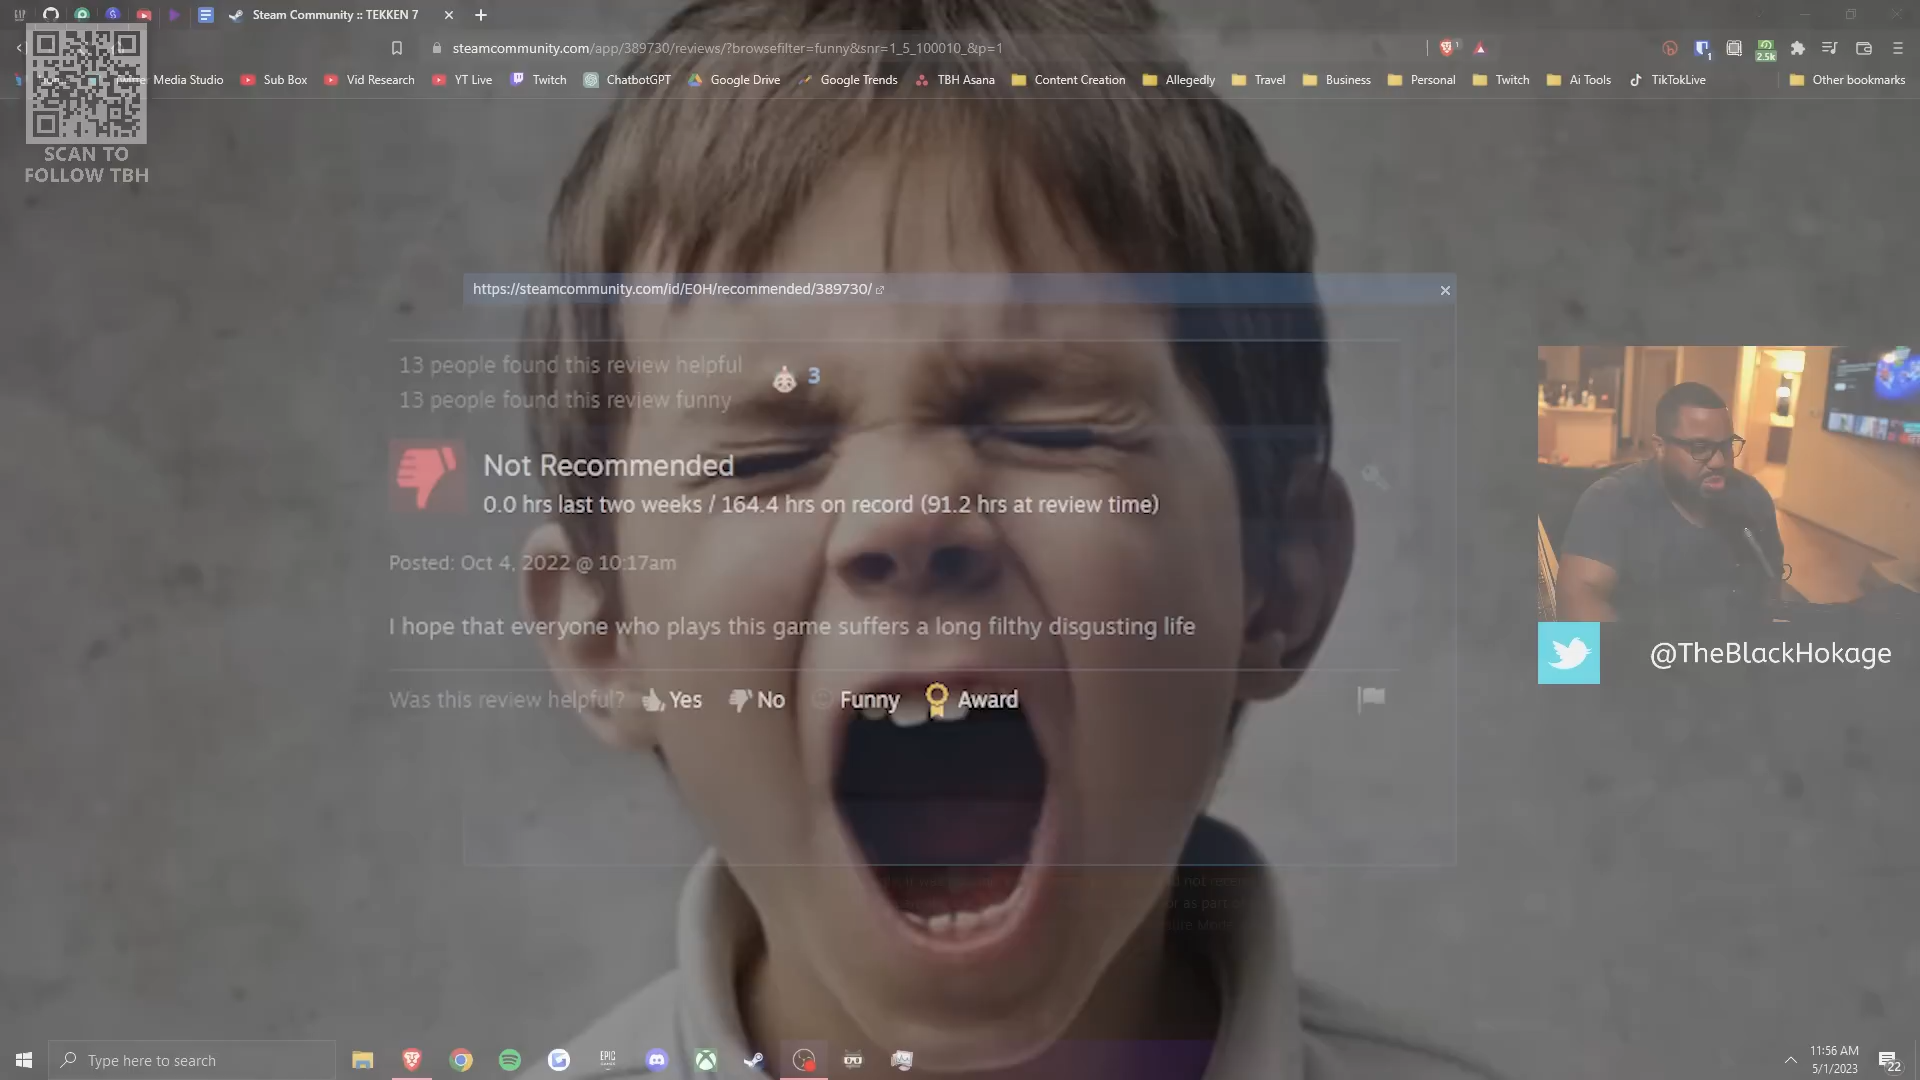 Steam Community :: TEKKEN 7
steamcommunity.com/app/389730/reviews/?browsefilter=funny&snr=1_5_100010_&p=1
1
1
2.5k
Media Studio
Sub Box
Vid Research
YT Live
Twitch
ChatbotGPT
Google Drive
Google Trends
TBH Asana
Content Creation
Allegedly
Travel
Business
Personal
Twitch
Ai Tools
TikTokLive
Other bookmarks
SCAN TO
FOLLOW TBH
https://steamcommunity.com/id/E0H/recommended/389730/
13 people found this review helpful
3
13 people found this review funny
Not Recommended
0.0 hrs last two weeks / 164.4 hrs on record (91.2 hrs at review time)
Posted: Oct 4, 2022 @ 10:17am
I hope that everyone who plays this game suffers a long filthy disgusting life
@TheBlackHokage
Was this review helpful? Yes No Funny Award
Type here to search
EPIC
11:56 AM
5/1/2023
22